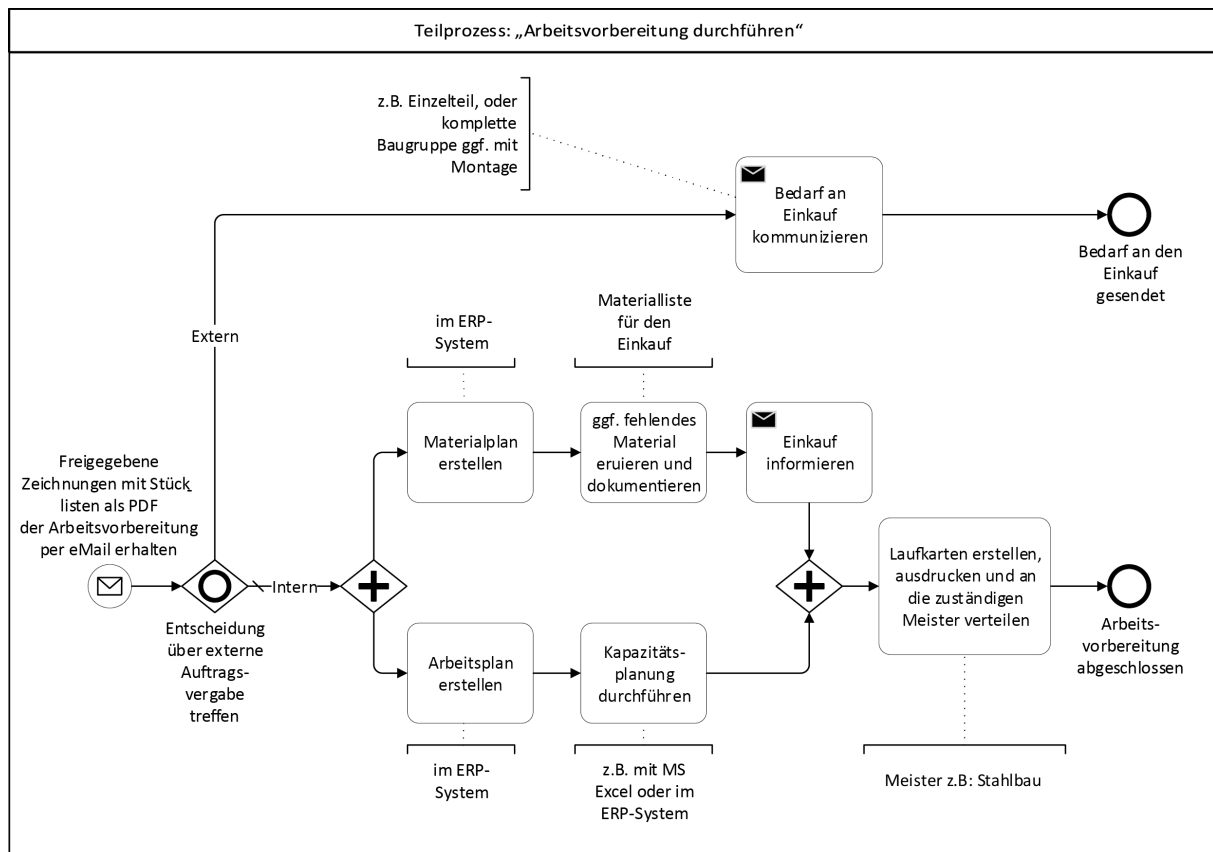 Teilprozess: „Arbeitsvorbereitung durchführen“
z.B. Einzelteil, oder
komplette
Baugruppe ggf. mit
Montage
Bedarf an
Einkauf
kommunizieren
Bedarf an den
Einkauf
gesendet
Extern
im ERP-
System
Materialliste
für den
Einkauf
Materialplan
erstellen
ggf. fehlendes
Material
eruieren und
dokumentieren
Einkauf
informieren
Freigegebene
Zeichnungen mit Stück_
listen als PDF
der Arbeitsvorbereitung
per eMail erhalten
Intern
Entscheidung
über externe
Auftrags-
vergabe
treffen
Laufkarten erstellen,
ausdrucken und an
die zuständigen
Meister verteilen
Arbeits-
vorbereitung
abgeschlossen
Arbeitsplan
erstellen
Kapazitäts-
planung
durchführen
im ERP-
System
z.B. mit MS
Excel oder im
ERP-System
Meister z.B: Stahlbau